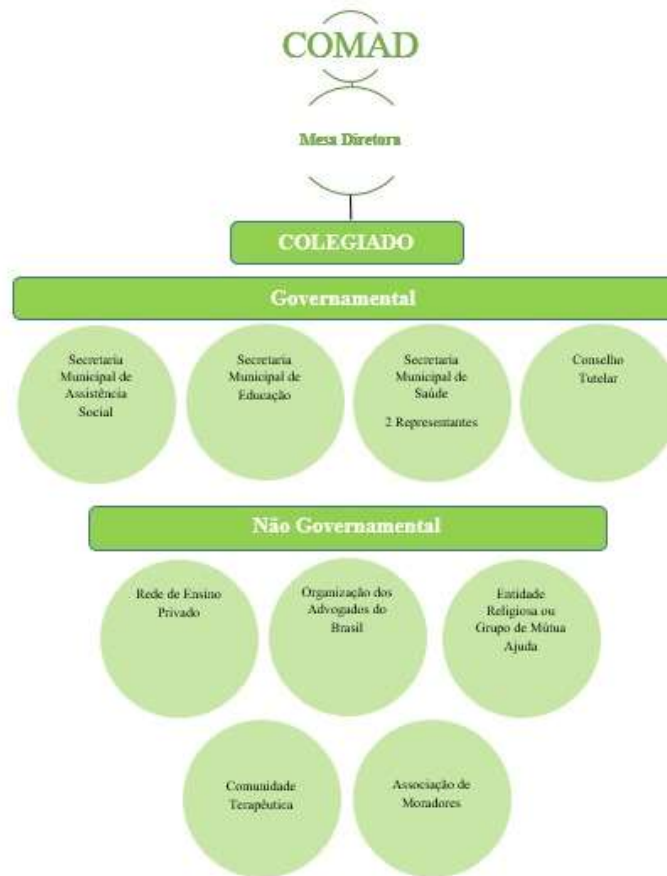 COMAD
Mesa Diretora
COLEGIADO
Governamental
Secretaria
Municipal de
Assistência
Social
Secretaria
Municipal de
Educação
Secretaria
Municipal de
Saúde
2 Representantes
Conselho
Tutelar
Não Governamental
Rede de Ensino
Privado
Organização dos
Advogados do
Brasil
Entidade
Religiosa ou
Grupo de Mútua
Ajuda
Comunidade
Terapêutica
Associação de
Moradores